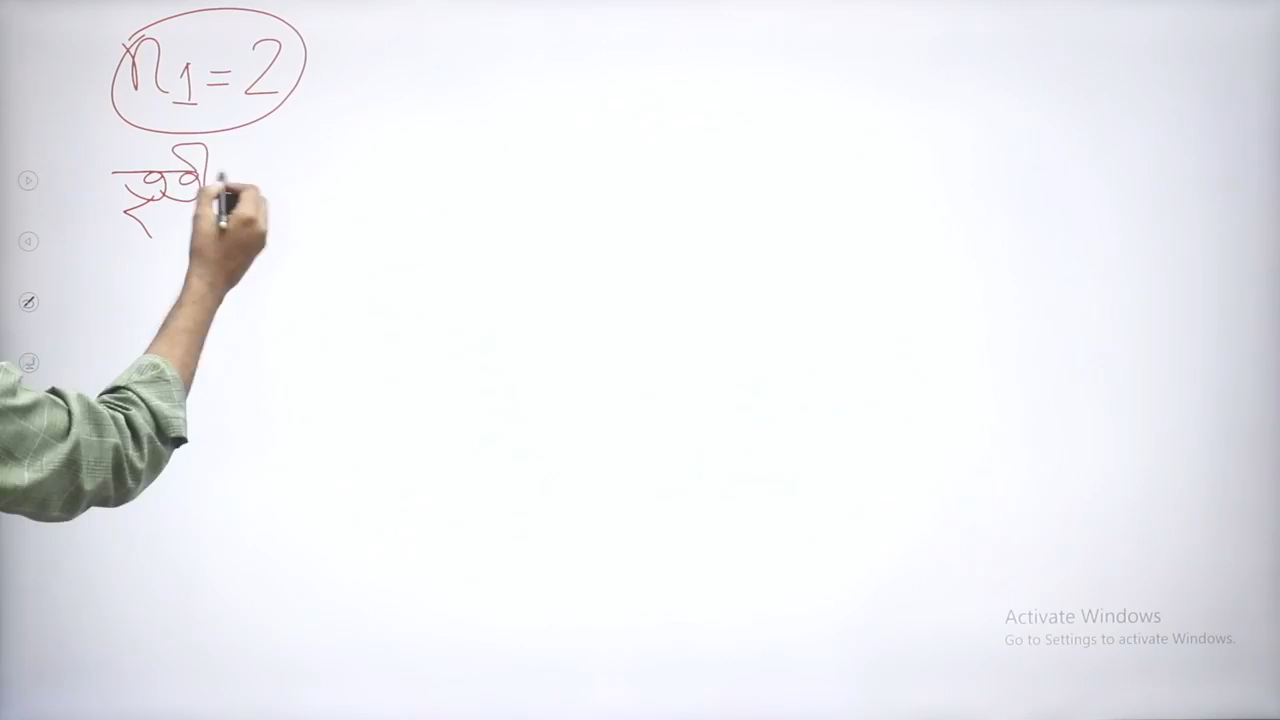 n₁ = 2
Activate Windows
Go to Settings to activate Windows.